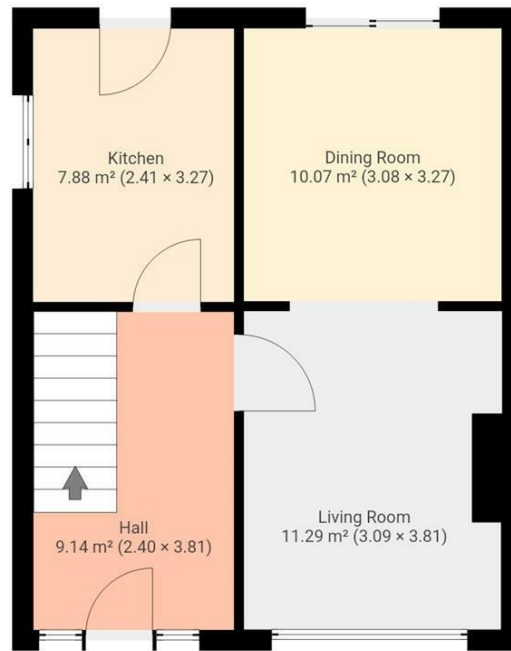 Kitchen
7.88 m² (2.41 × 3.27)
Dining Room
10.07 m² (3.08 × 3.27)
Hall
9.14 m² (2.40 × 3.81)
Living Room
11.29 m² (3.09 × 3.81)